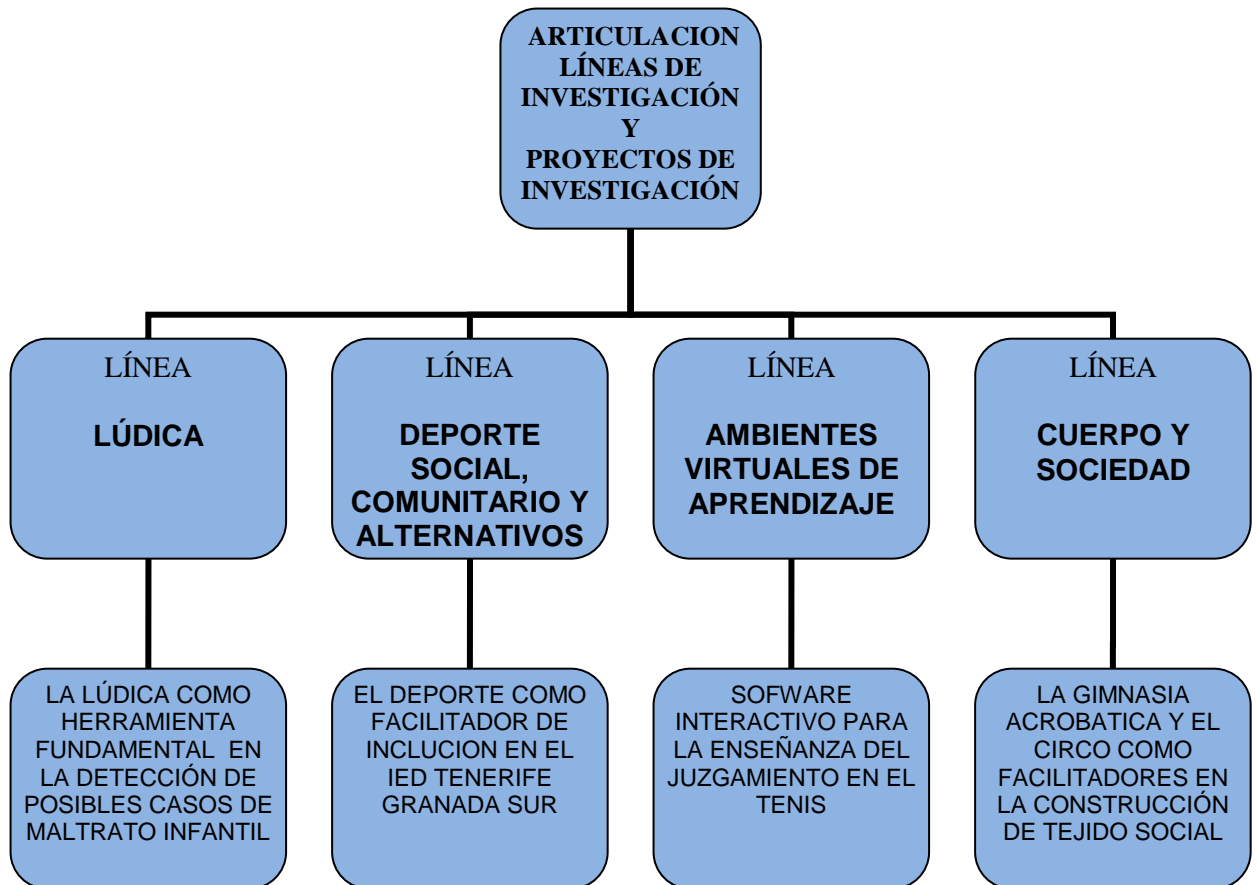 ARTICULACION
LÍNEAS DE
INVESTIGACIÓN
Y
PROYECTOS DE
INVESTIGACIÓN
LÍNEA
LÚDICA
LÍNEA
DEPORTE
SOCIAL,
COMUNITARIO Y
ALTERNATIVOS
LÍNEA
AMBIENTES
VIRTUALES DE
APRENDIZAJE
LÍNEA
CUERPO Y
SOCIEDAD
LA LÚDICA COMO
HERRAMIENTA
FUNDAMENTAL EN
LA DETECCIÓN DE
POSIBLES CASOS DE
MALTRATO INFANTIL
EL DEPORTE COMO
FACILITADOR DE
INCLUCION EN EL
IED TENERIFE
GRANADA SUR
SOFWARE
INTERACTIVO PARA
LA ENSEÑANZA DEL
JUZGAMIENTO EN EL
TENIS
LA GIMNASIA
ACROBATICA Y EL
CIRCO COMO
FACILITADORES EN
LA CONSTRUCCIÓN
DE TEJIDO SOCIAL